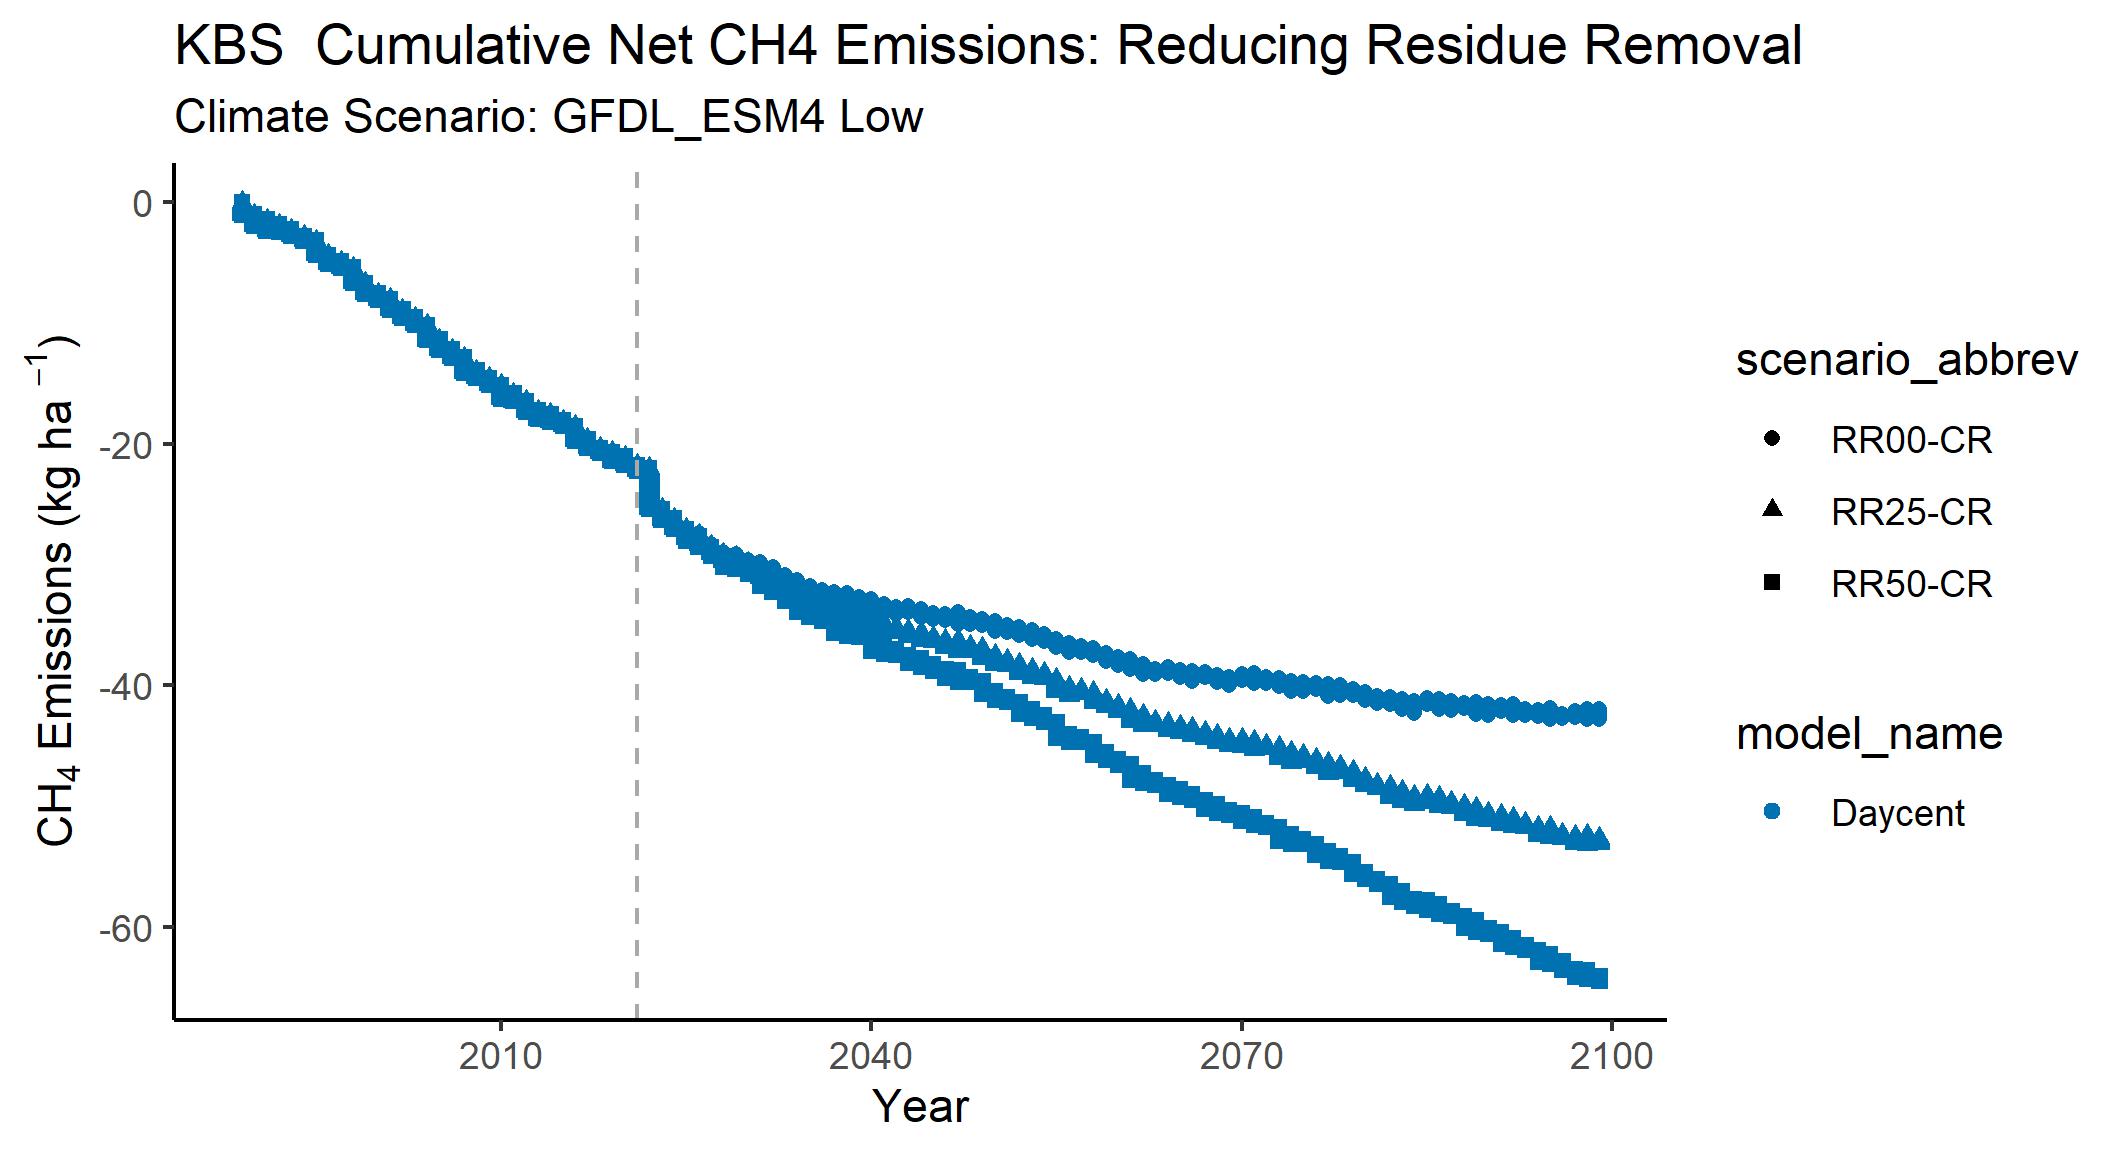 KBS  Cumulative Net CH4 Emissions: Reducing Residue Removal
Climate Scenario: GFDL_ESM4 Low
CH₄ Emissions (kg ha ⁻¹)
0
-20
-40
-60
2010 2040 2070 2100
Year
scenario_abbrev
RR00-CR
RR25-CR
RR50-CR
model_name
Daycent